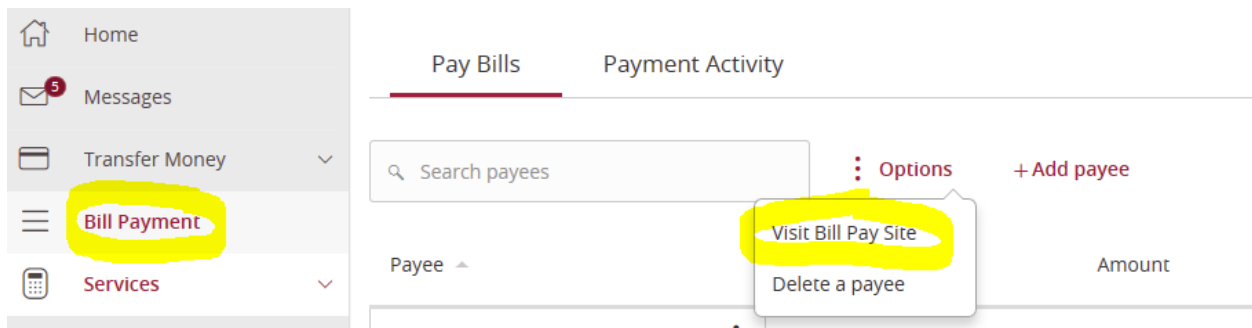 Home
5
Messages
Transfer Money
Bill Payment
Services
Pay Bills
Payment Activity
Search payees
Options
+ Add payee
Visit Bill Pay Site
Delete a payee
Payee
Amount